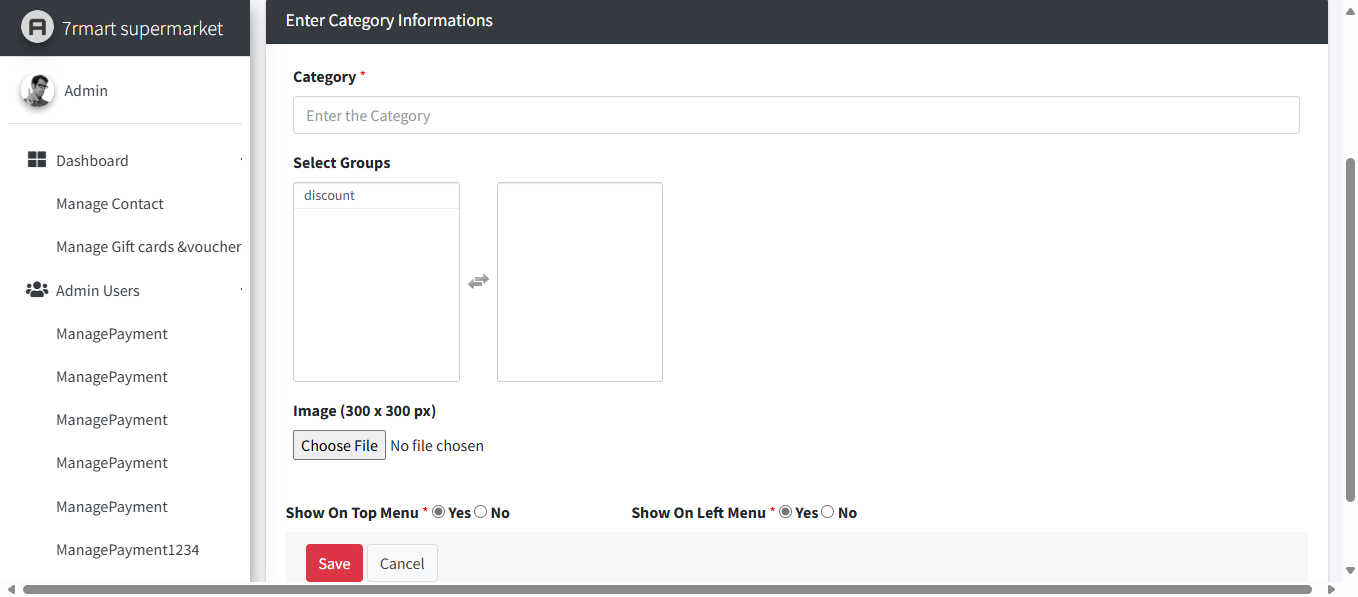 7rmart supermarket
Admin
Dashboard
Manage Contact
Manage Gift cards &voucher
Admin Users
ManagePayment
ManagePayment
ManagePayment
ManagePayment
ManagePayment
ManagePayment1234
Enter Category Informations
Category *
Enter the Category
Select Groups
discount
Image (300 x 300 px)
Choose File No file chosen
Show On Top Menu * Yes No Show On Left Menu * Yes No
Save Cancel